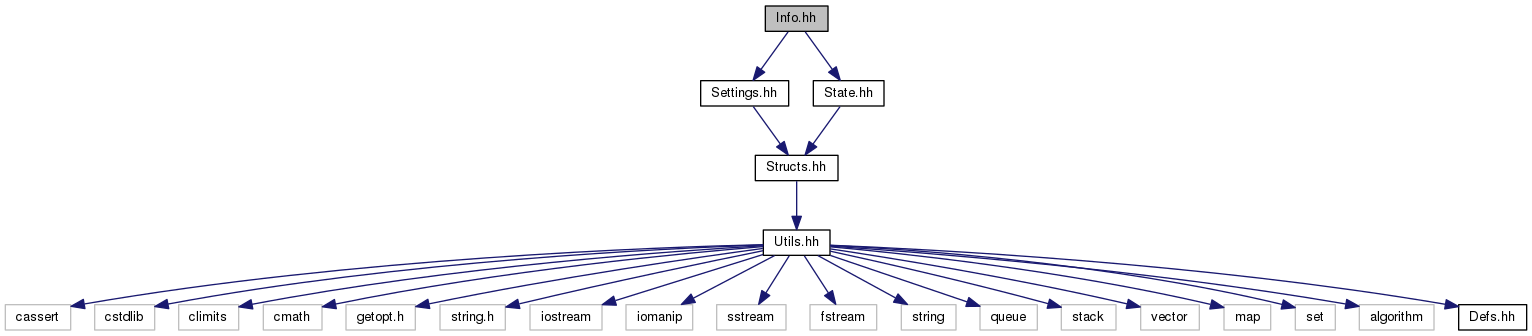 Info.hh
Settings.hh State.hh
Structs.hh
Utils.hh
cassert cstdlib climits cmath getopt.h string.h iostream iomanip sstream fstream string queue stack vector map set algorithm Defs.hh